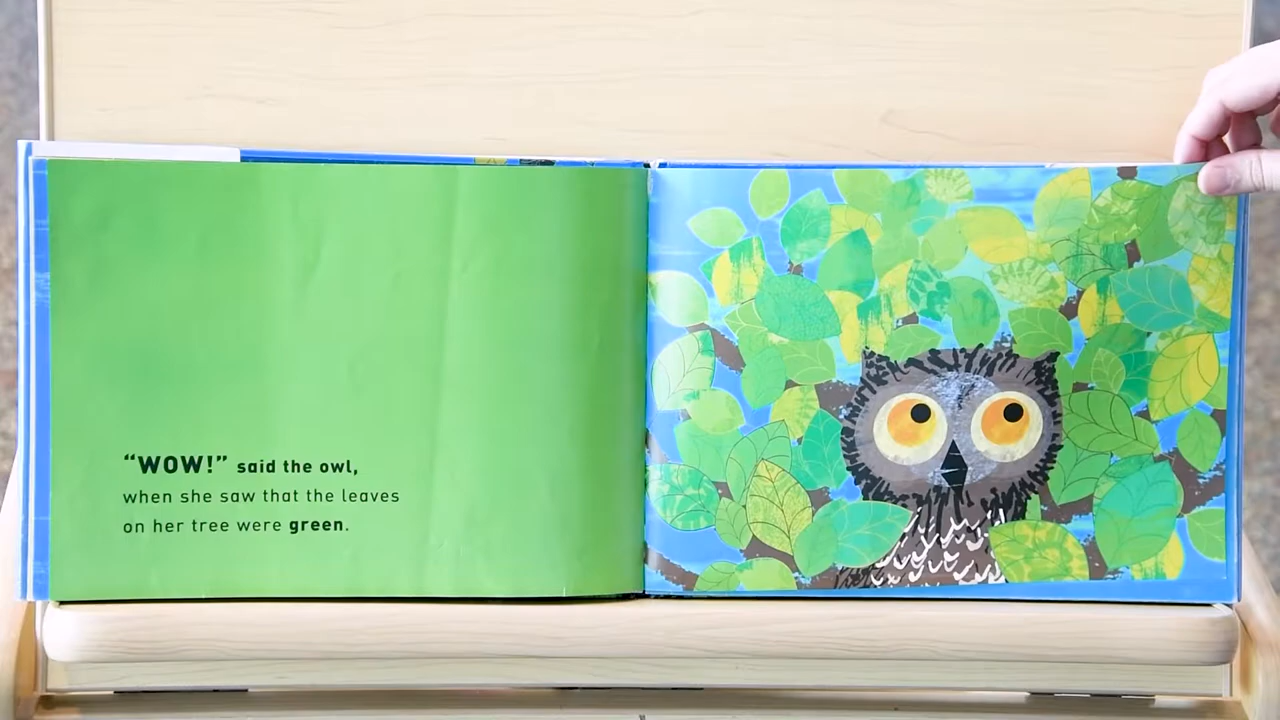 “WOW!” said the owl,
when she saw that the leaves
on her tree were green.